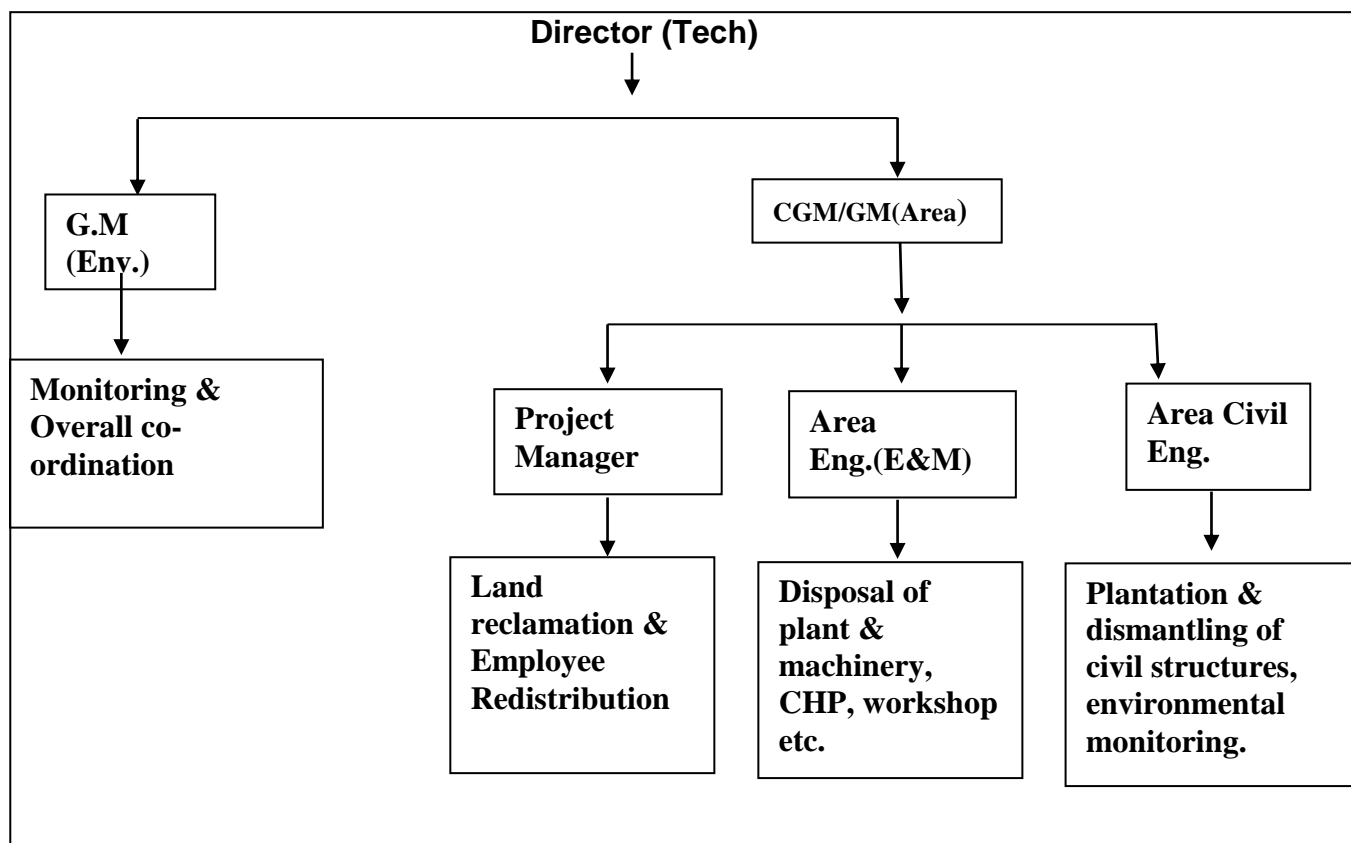 Director (Tech)
G.M
(Env.)
CGM/GM(Area)
Monitoring &
Overall co-
ordination
Project
Manager
Area
Eng.(E&M)
Area Civil
Eng.
Land
reclamation &
Employee
Redistribution
Disposal of
plant &
machinery,
CHP, workshop
etc.
Plantation &
dismantling of
civil structures,
environmental
monitoring.